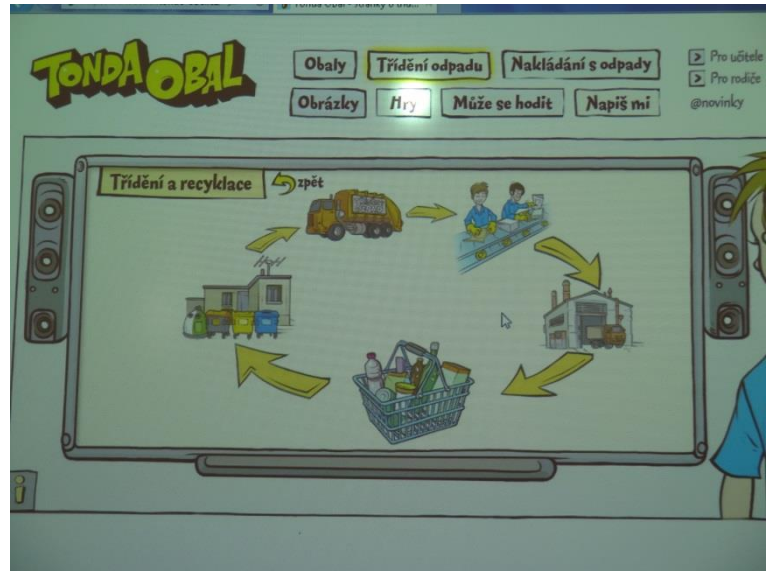 TONDA OBAL
Obaly Třídění odpadu Nakládání s odpady
Obrázky Hry Může se hodit Napiš mi
Pro učitele
Pro rodiče
@novinky
Třídění a recyklace zpět